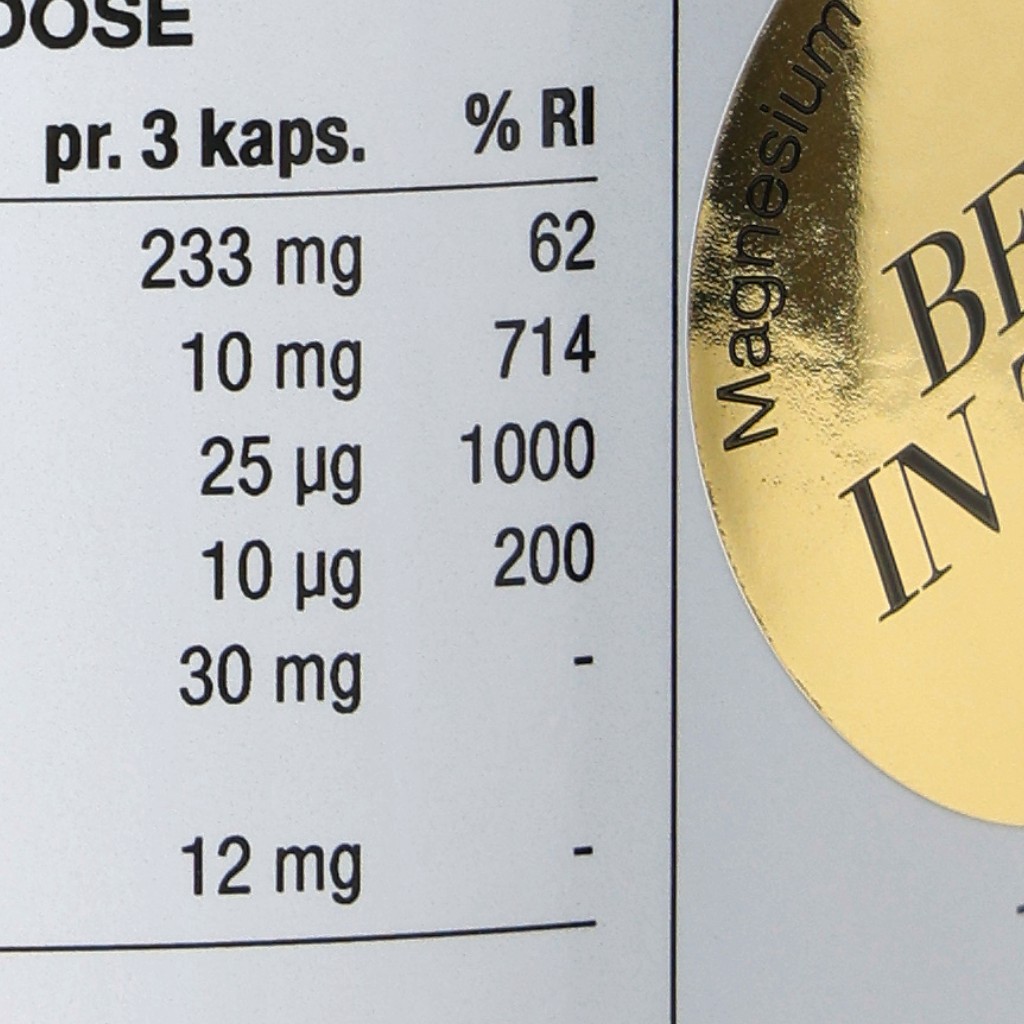 DOSE
pr. 3 kaps. % RI
233 mg 62
10 mg 714
25 µg 1000
10 µg 200
30 mg -
12 mg -
Magnesium
BE
IN